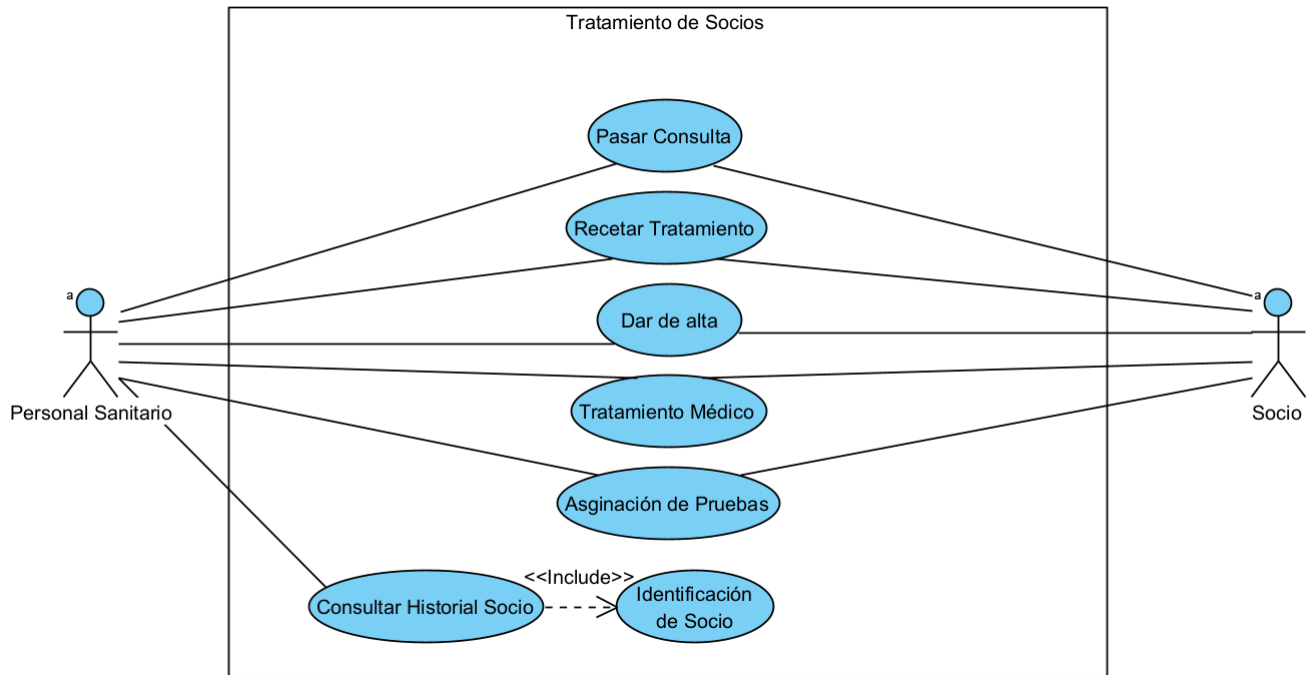 Tratamiento de Socios
Pasar Consulta
Recetar Tratamiento
a
a
Dar de alta
Personal Sanitario
Tratamiento Médico
Socio
Asginación de Pruebas
<<Include>>
Consultar Historial Socio
Identificación
de Socio